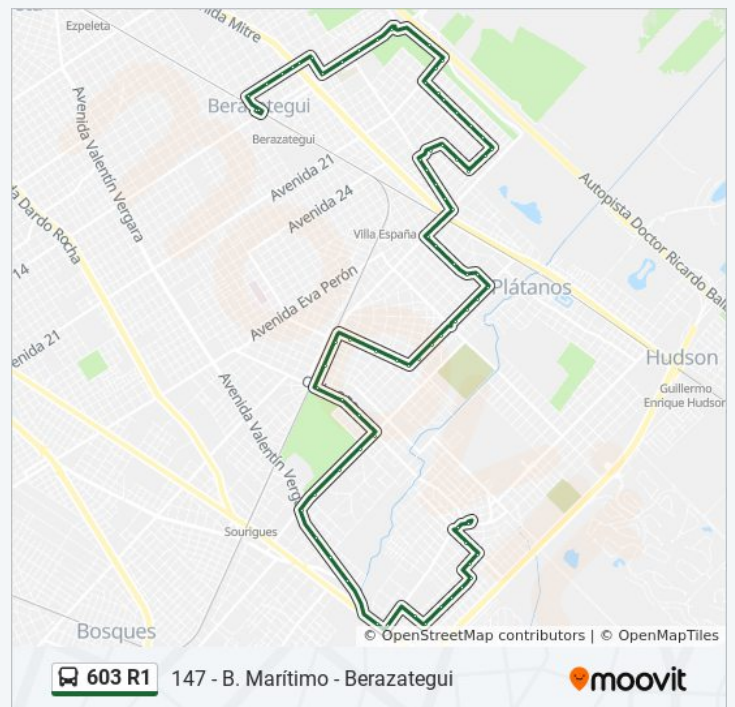 Ezpeleta
Avenida Mitre
Berazategui
Berazategui
Avenida Valentín Vergara
Avenida 21
Avenida 24
Autopista Doctor Ricardo Bal
da Dardo Rocha
Villa España
14
Avenida Eva Perón
Plátanos
enida 21
Hudson
Guillermo
Enrique Hudson
Avenida Valentín Verga
Sourigues
Bosques
© OpenStreetMap contributors | © OpenMapTiles
603 R1 147 - B. Marítimo - Berazategui
moovit